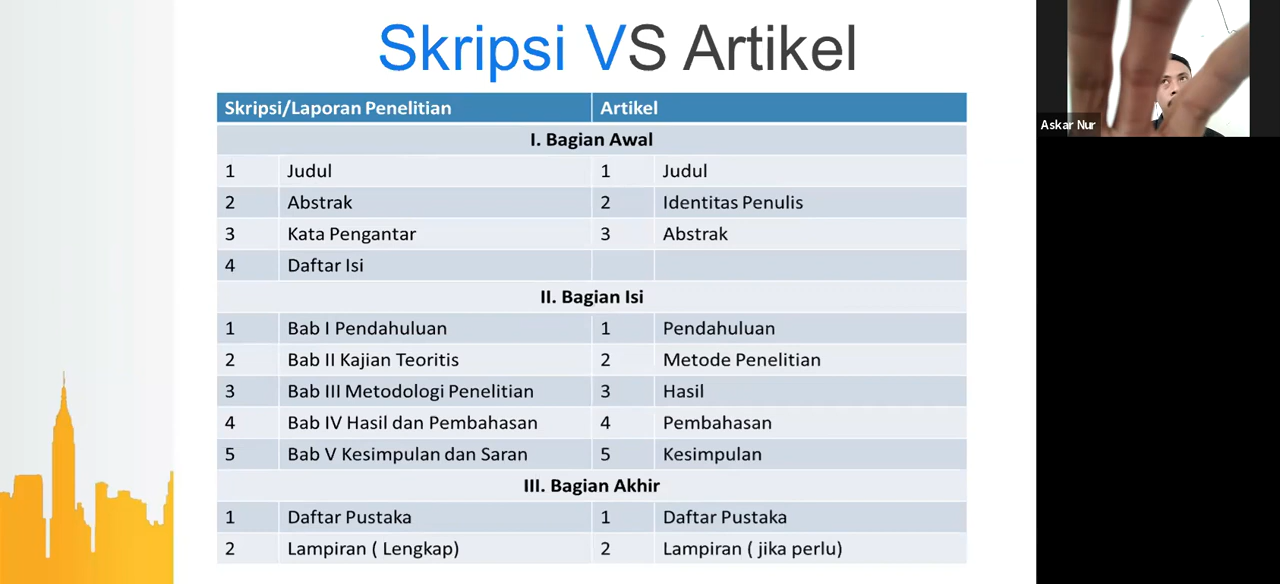 Skripsi VS Artikel
Skripsi/Laporan Penelitian Artikel
I. Bagian Awal
1 Judul 1 Judul
2 Abstrak 2 Identitas Penulis
3 Kata Pengantar 3 Abstrak
4 Daftar Isi
II. Bagian Isi
1 Bab I Pendahuluan 1 Pendahuluan
2 Bab II Kajian Teoritis 2 Metode Penelitian
3 Bab III Metodologi Penelitian 3 Hasil
4 Bab IV Hasil dan Pembahasan 4 Pembahasan
5 Bab V Kesimpulan dan Saran 5 Kesimpulan
III. Bagian Akhir
1 Daftar Pustaka 1 Daftar Pustaka
2 Lampiran ( Lengkap) 2 Lampiran ( jika perlu)
Askar Nur